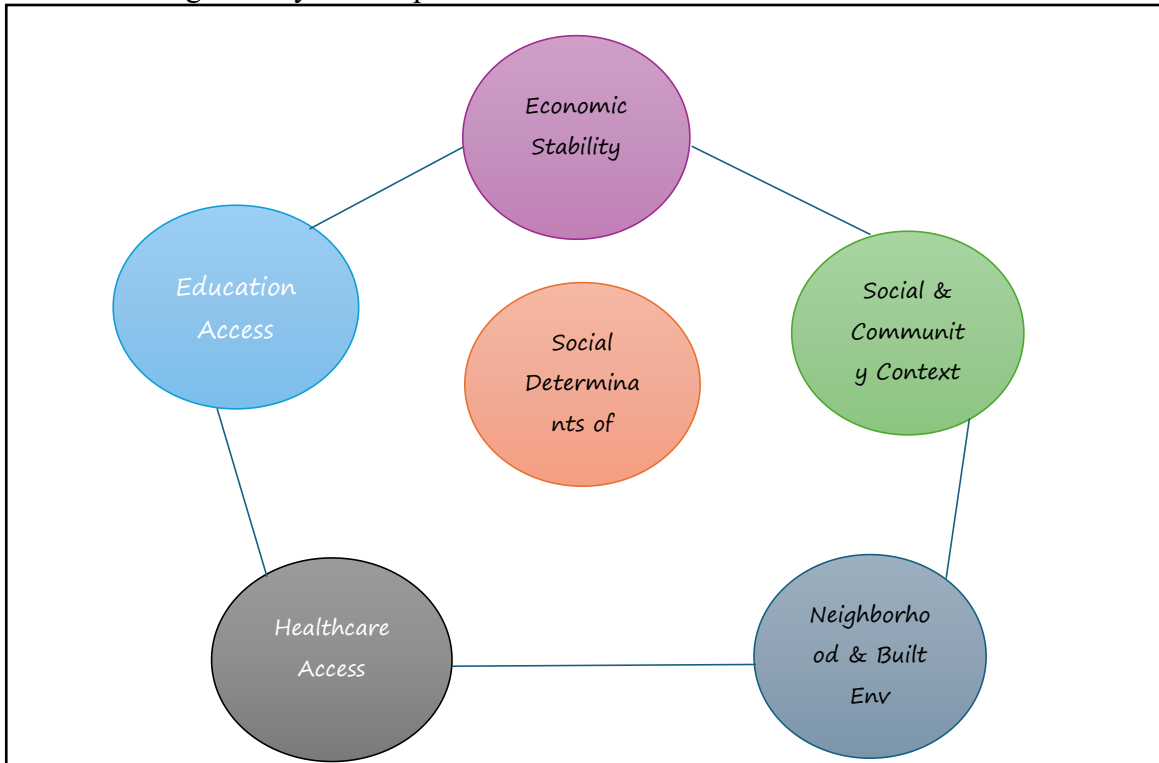 Economic
Stability
Education
Access
Social &
Communit
y Context
Social
Determina
nts of
Healthcare
Access
Neighborho
od & Built
Env